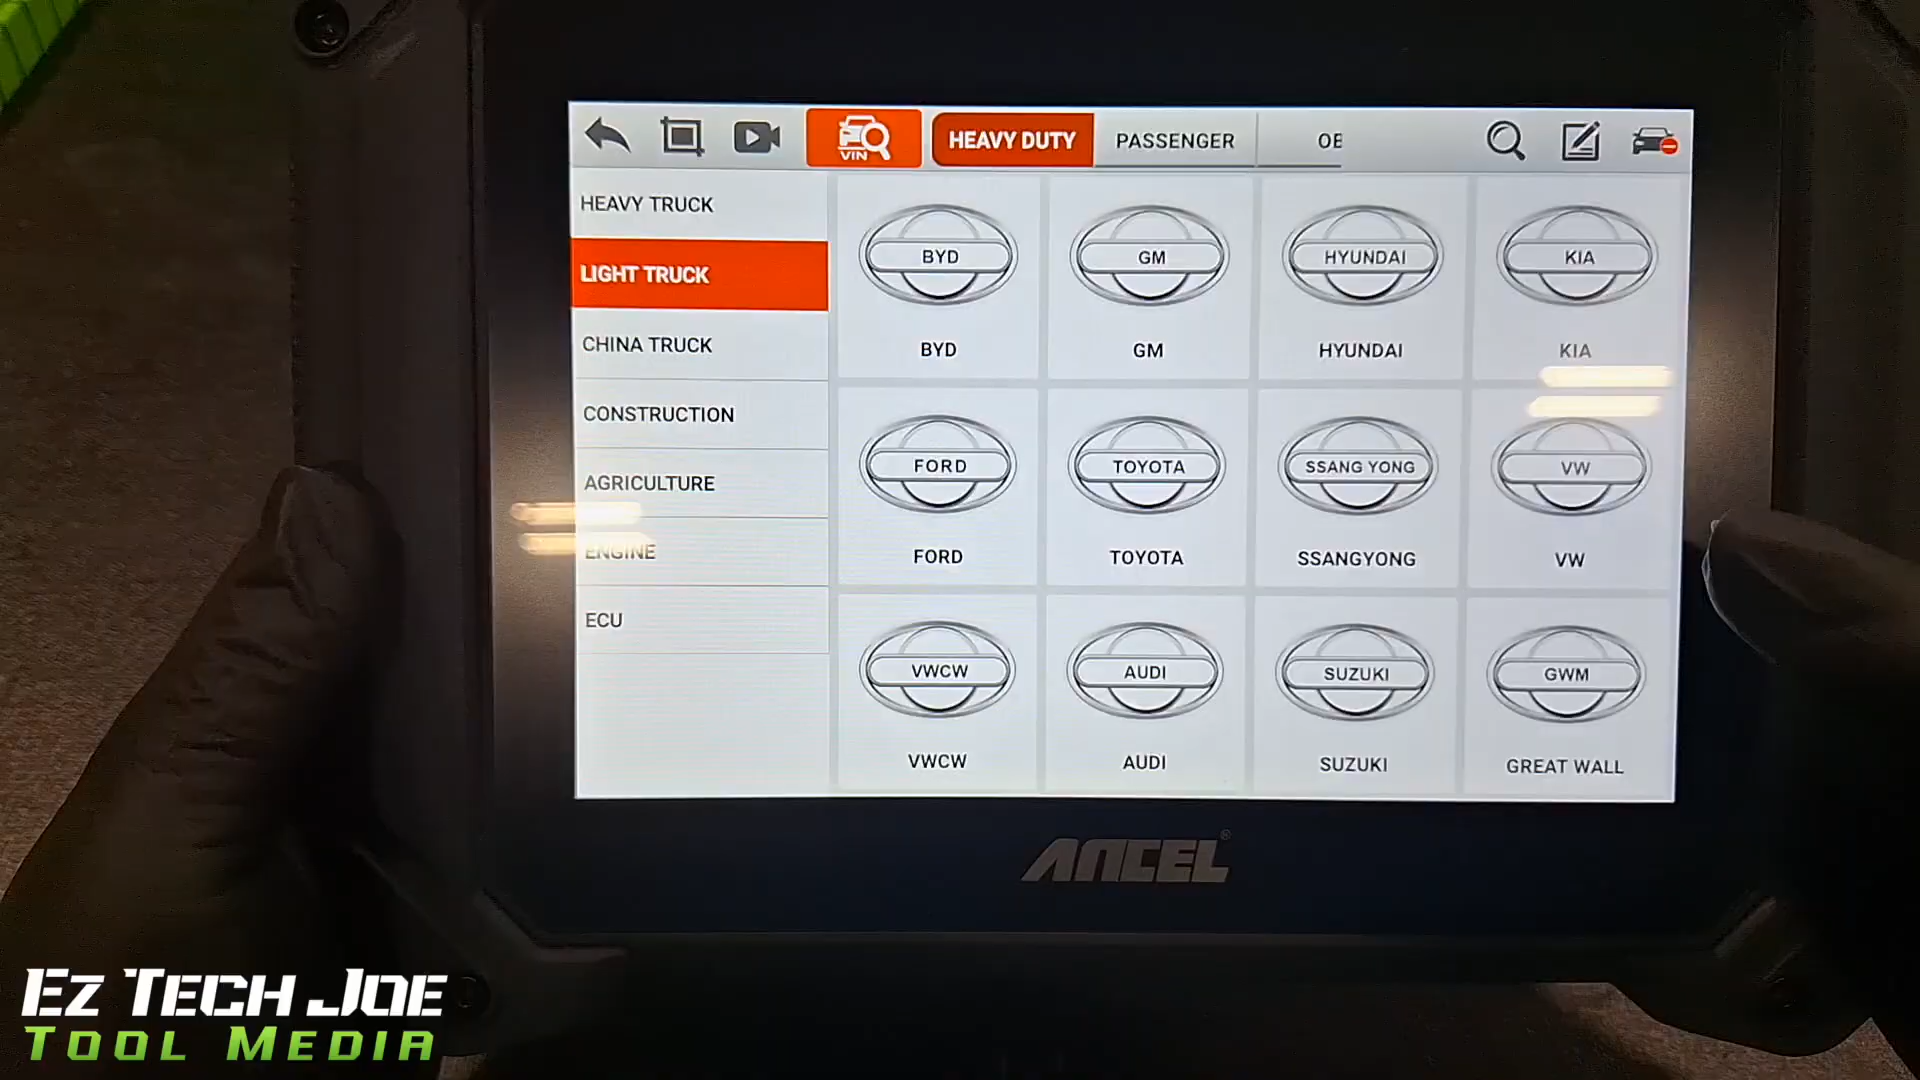 VIN
HEAVY DUTY
PASSENGER
OB
HEAVY TRUCK
LIGHT TRUCK
CHINA TRUCK
CONSTRUCTION
AGRICULTURE
ENGINE
ECU
BYD
GM
HYUNDAI
KIA
BYD
GM
HYUNDAI
KIA
FORD
TOYOTA
SSANG YONG
VW
FORD
TOYOTA
SSANGYONG
VW
VWCW
AUDI
SUZUKI
GWM
VWCW
AUDI
SUZUKI
GREAT WALL
ANCEL®
EZ TECH JOE
TOOL MEDIA